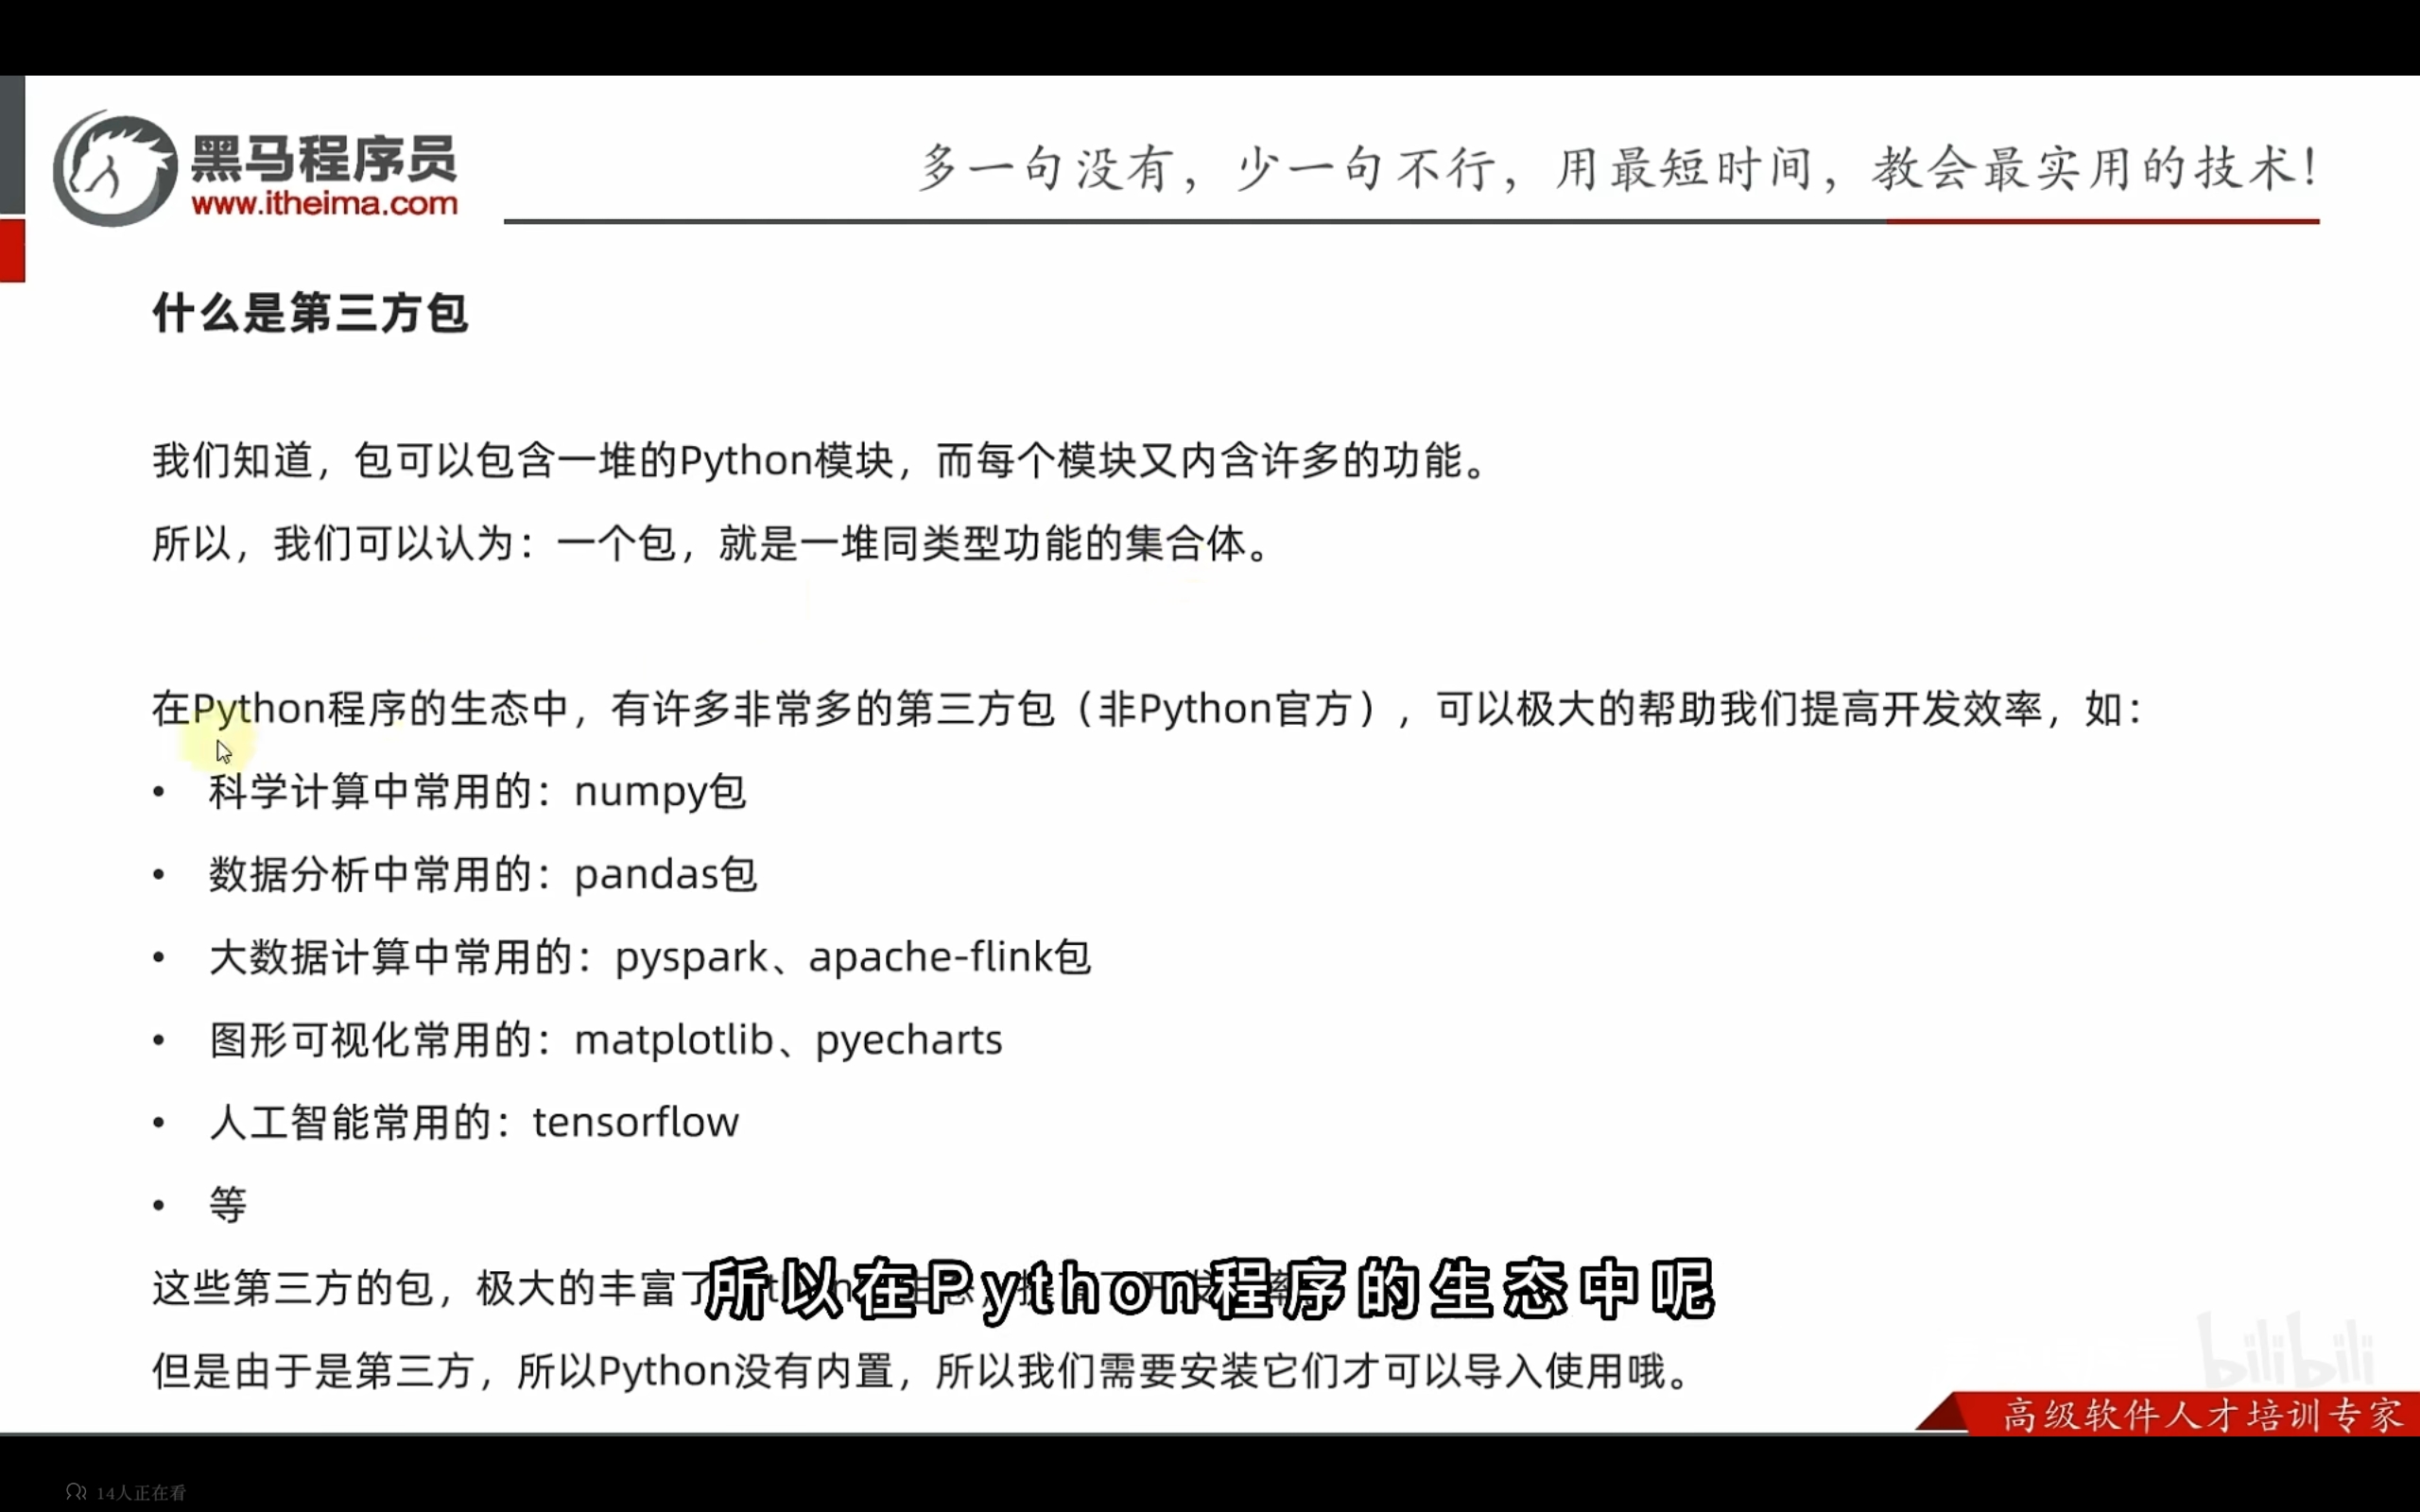 黑马程序员
www.itheima.com
多一句没有，少一句不行，用最短时间，教会最实用的技术！
什么是第三方包
我们知道，包可以包含一堆的Python模块，而每个模块又内含许多的功能。
所以，我们可以认为：一个包，就是一堆同类型功能的集合体。
在Python程序的生态中，有许多非常多的第三方包（非Python官方），可以极大的帮助我们提高开发效率，如：
• 科学计算中常用的：numpy包
• 数据分析中常用的：pandas包
• 大数据计算中常用的：pyspark、apache-flink包
• 图形可视化常用的：matplotlib、pyecharts
• 人工智能常用的：tensorflow
• 等
这些第三方的包，极大的丰富了
所以在Python程序的生态中呢
但是由于是第三方，所以Python没有内置，所以我们需要安装它们才可以导入使用哦。
bilibili
高级软件人才培训专家
14人正在看